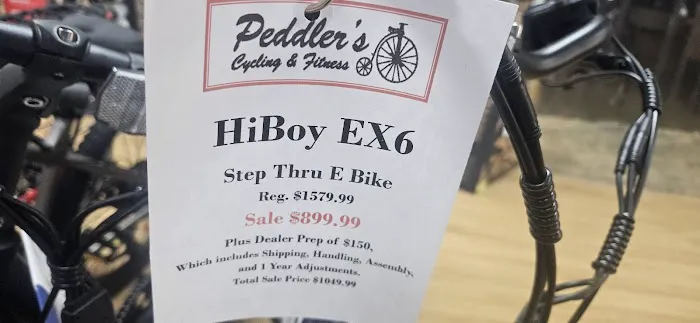 Peddler's
Cycling & Fitness
HiBoy EX6
Step Thru E Bike
Reg. $1579.99
Sale $899.99
Plus Dealer Prep of $150,
Which includes Shipping, Handling, Assembly,
and 1 Year Adjustments.
Total Sale Price $1049.99